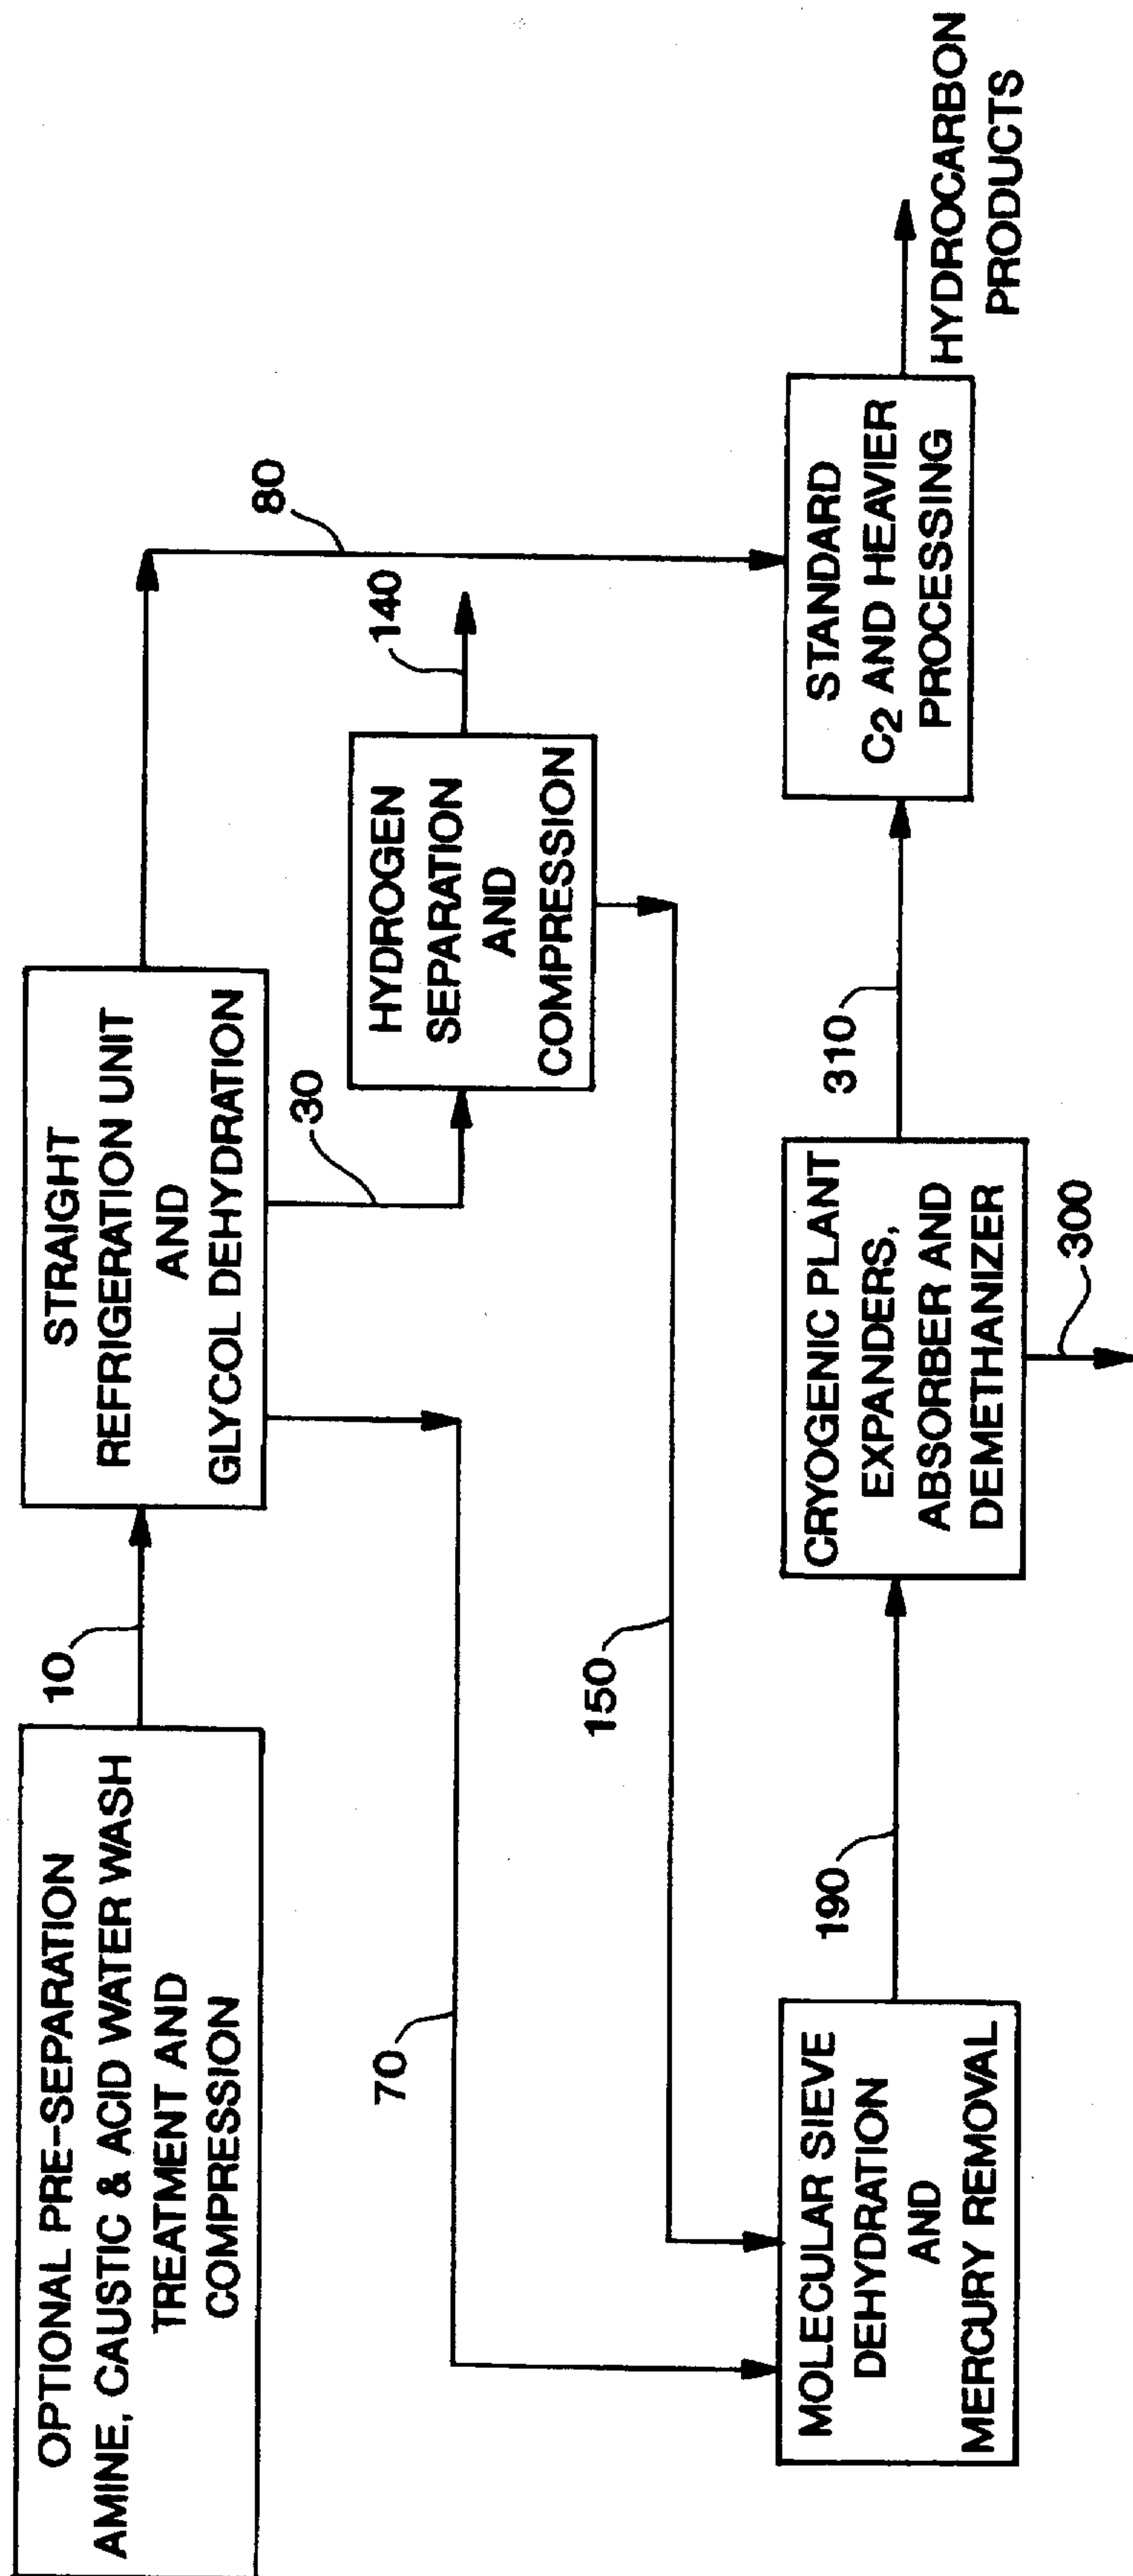 OPTIONAL PRE-SEPARATION
AMINE, CAUSTIC & ACID WATER WASH
TREATMENT AND
COMPRESSION
10
STRAIGHT
REFRIGERATION UNIT
AND
GLYCOL DEHYDRATION
80
30
70
HYDROGEN
SEPARATION
AND
COMPRESSION
140
150
MOLECULAR SIEVE
DEHYDRATION
AND
MERCURY REMOVAL
190
CRYOGENIC PLANT
EXPANDERS,
ABSORBER AND
DEMETHANIZER
300
310
STANDARD
C2 AND HEAVIER
PROCESSING
HYDROCARBON
PRODUCTS